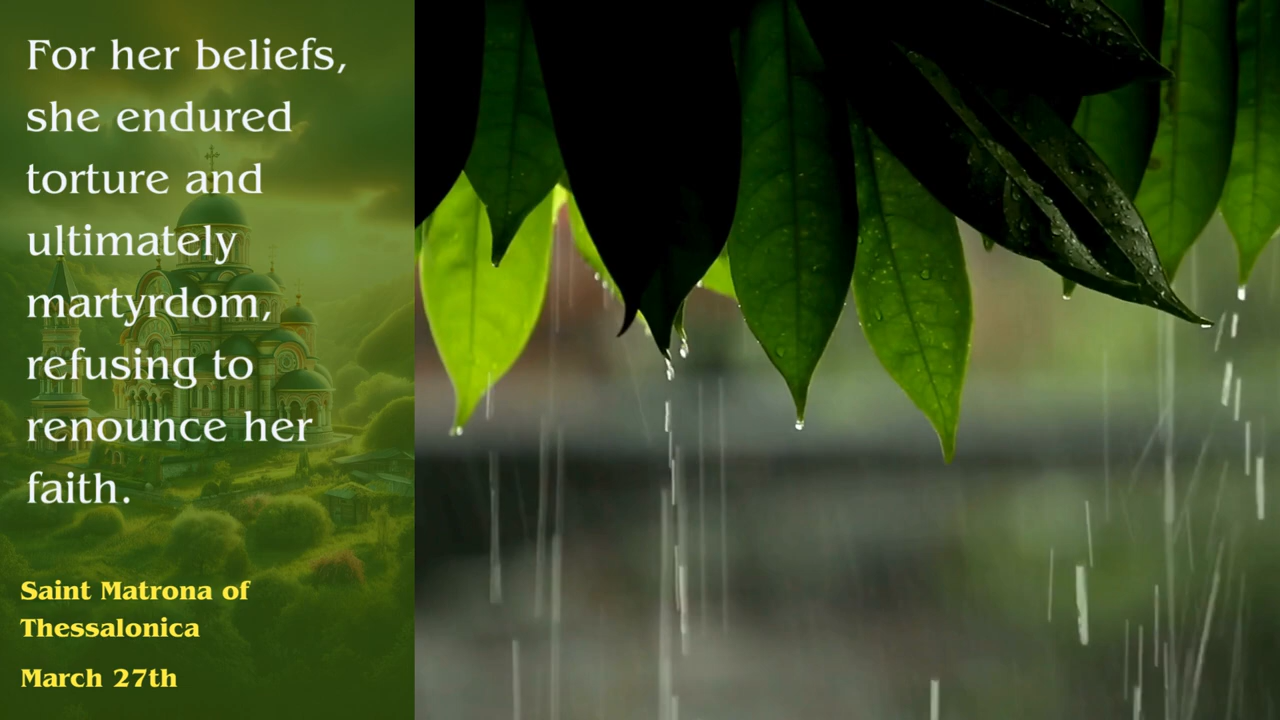 For her beliefs,
she endured
torture and
ultimately
martyrdom,
refusing to
renounce her
faith.
Saint Matrona of
Thessalonica
March 27th